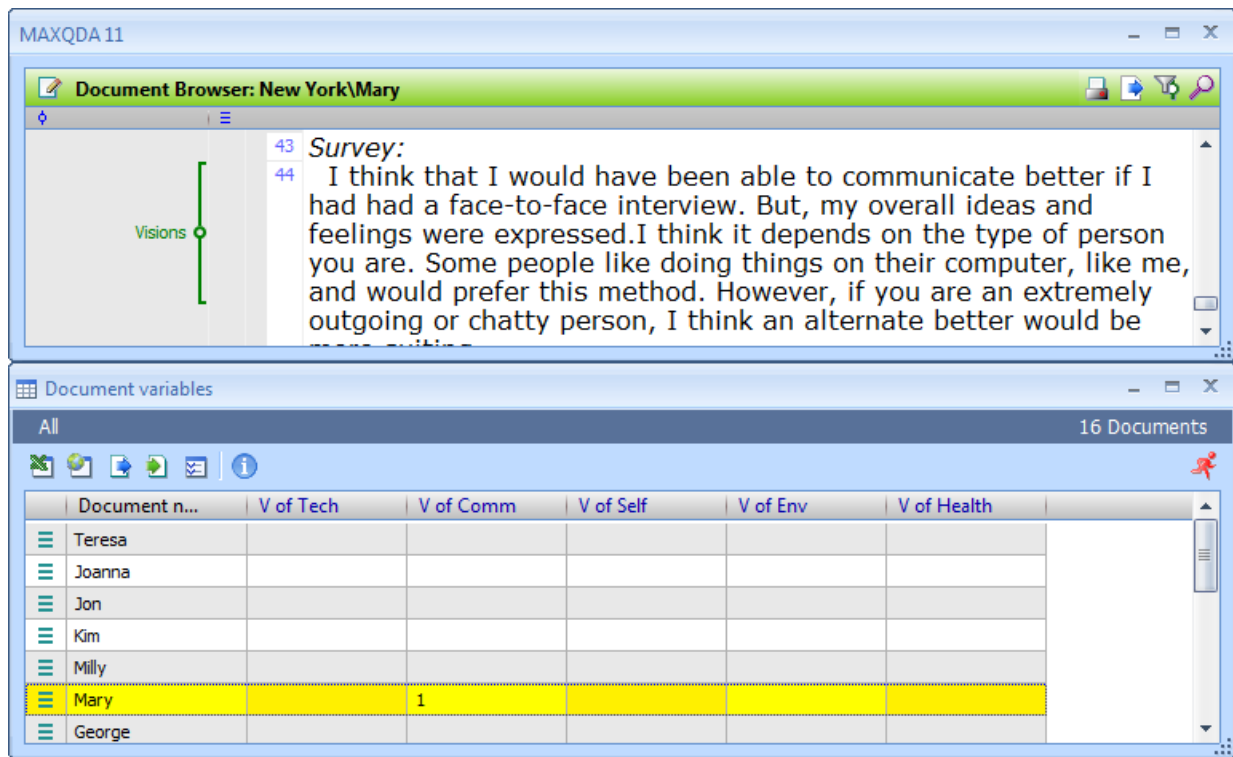 MAXQDA 11
Document Browser: New York\Mary
43 Survey:
44 I think that I would have been able to communicate better if I
had had a face-to-face interview. But, my overall ideas and
Visions feelings were expressed.I think it depends on the type of person
you are. Some people like doing things on their computer, like me,
and would prefer this method. However, if you are an extremely
outgoing or chatty person, I think an alternate better would be
Document variables
All 16 Documents
Document n... V of Tech V of Comm V of Self V of Env V of Health
Teresa
Joanna
Jon
Kim
Milly
Mary 1
George